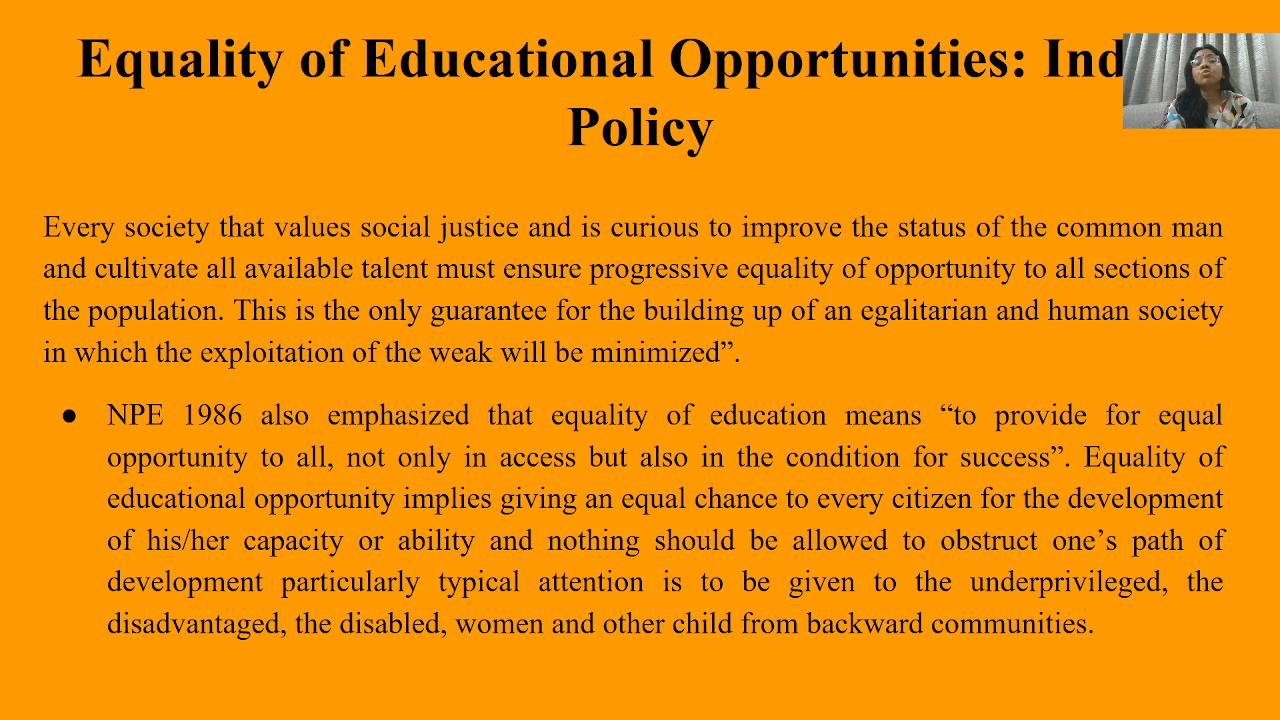 Equality of Educational Opportunities: Ind
Policy
Every society that values social justice and is curious to improve the status of the common man
and cultivate all available talent must ensure progressive equality of opportunity to all sections of
the population. This is the only guarantee for the building up of an egalitarian and human society
in which the exploitation of the weak will be minimized”.
● NPE 1986 also emphasized that equality of education means “to provide for equal
opportunity to all, not only in access but also in the condition for success”. Equality of
educational opportunity implies giving an equal chance to every citizen for the development
of his/her capacity or ability and nothing should be allowed to obstruct one’s path of
development particularly typical attention is to be given to the underprivileged, the
disadvantaged, the disabled, women and other child from backward communities.